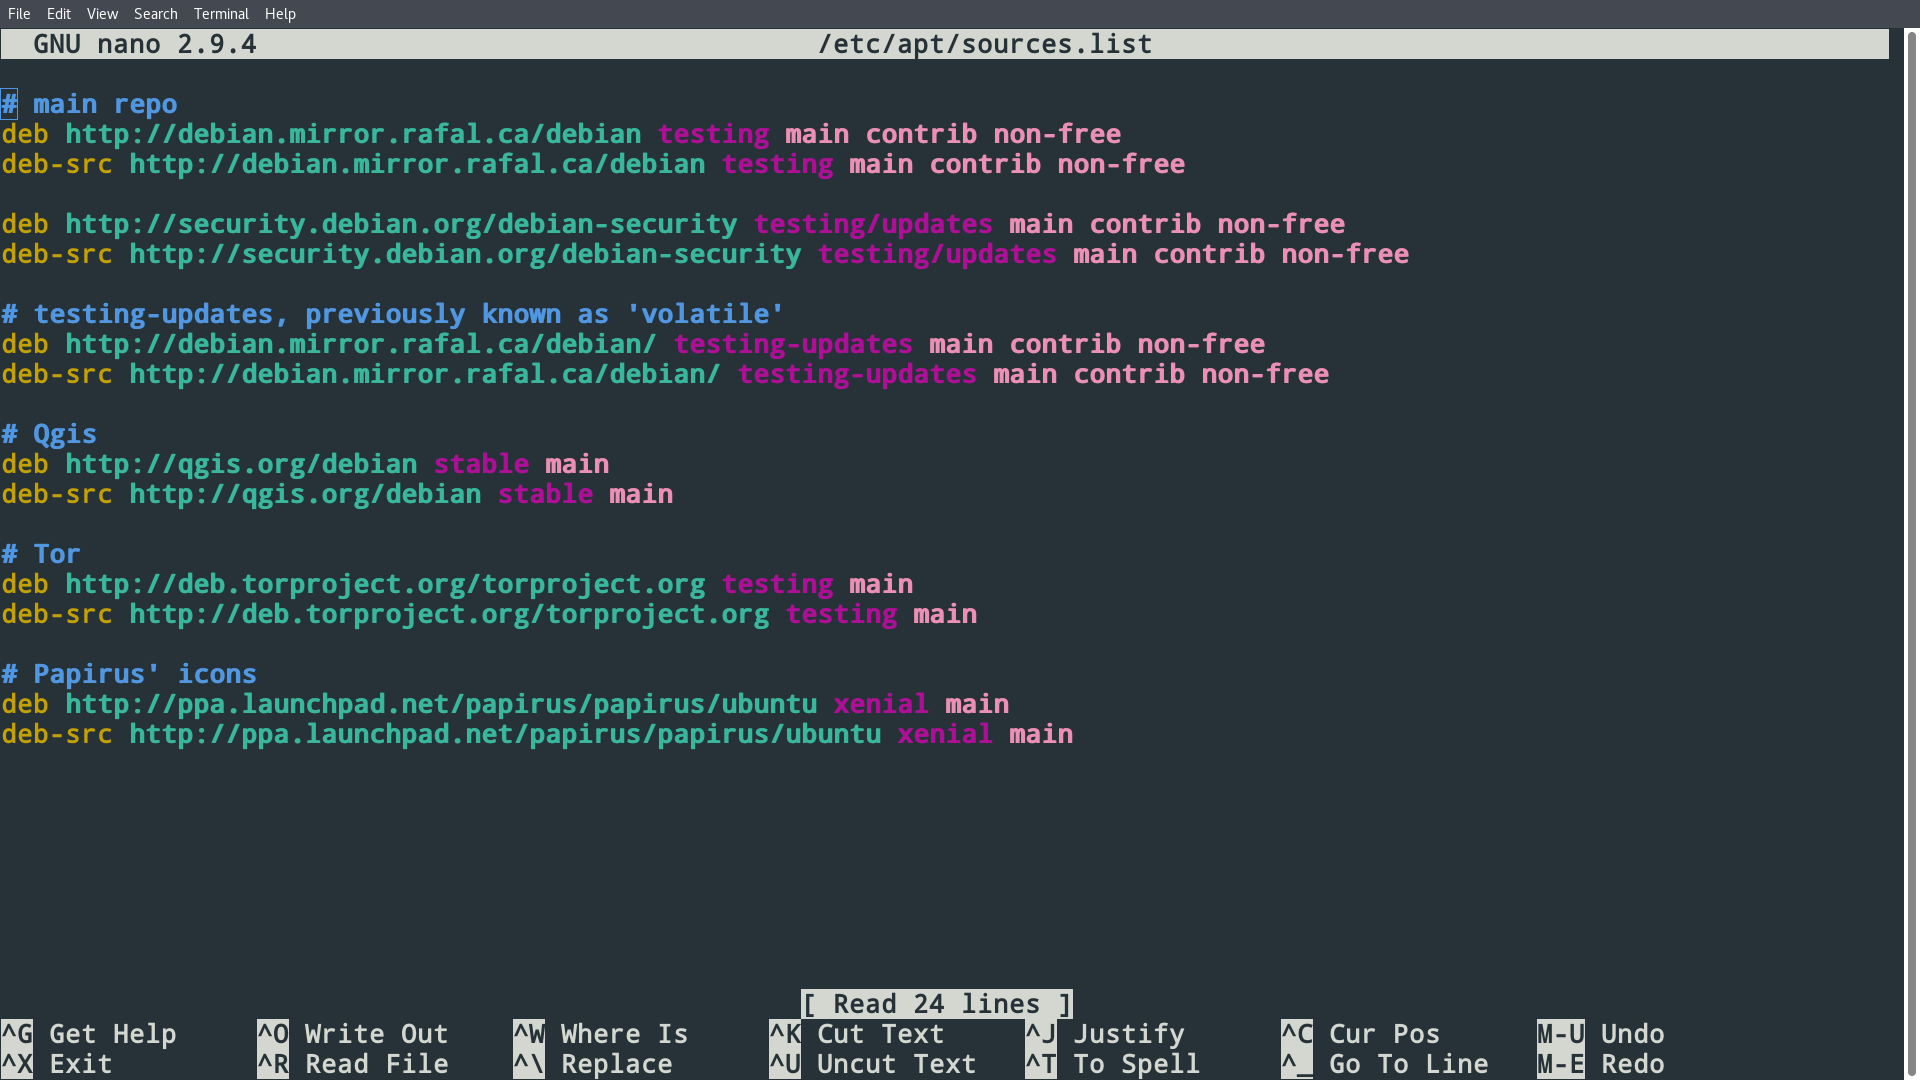 File Edit View Search Terminal Help
GNU nano 2.9.4 /etc/apt/sources.list
# main repo
deb http://debian.mirror.rafal.ca/debian testing main contrib non-free
deb-src http://debian.mirror.rafal.ca/debian testing main contrib non-free
deb http://security.debian.org/debian-security testing/updates main contrib non-free
deb-src http://security.debian.org/debian-security testing/updates main contrib non-free
# testing-updates, previously known as 'volatile'
deb http://debian.mirror.rafal.ca/debian/ testing-updates main contrib non-free
deb-src http://debian.mirror.rafal.ca/debian/ testing-updates main contrib non-free
# Qgis
deb http://qgis.org/debian stable main
deb-src http://qgis.org/debian stable main
# Tor
deb http://deb.torproject.org/torproject.org testing main
deb-src http://deb.torproject.org/torproject.org testing main
# Papirus' icons
deb http://ppa.launchpad.net/papirus/papirus/ubuntu xenial main
deb-src http://ppa.launchpad.net/papirus/papirus/ubuntu xenial main
[ Read 24 lines ]
^G Get Help ^O Write Out ^W Where Is ^K Cut Text ^J Justify ^C Cur Pos M-U Undo
^X Exit ^R Read File ^\ Replace ^U Uncut Text ^T To Spell ^_ Go To Line M-E Redo